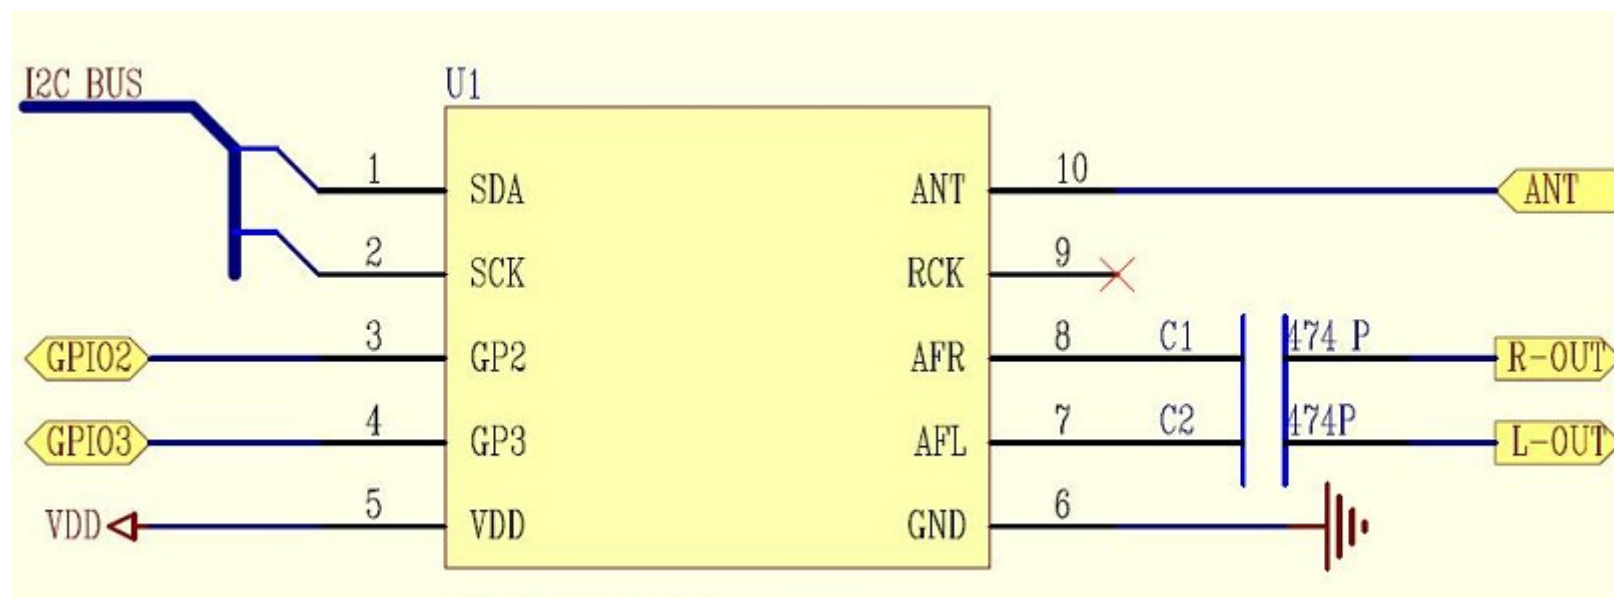 I2C BUS
U1
1 SDA ANT 10 ANT
2 SCK RCK 9
GPIO2 3 GP2 AFR 8 C1 474 P R-OUT
GPIO3 4 GP3 AFL 7 C2 474P L-OUT
VDD 5 VDD GND 6